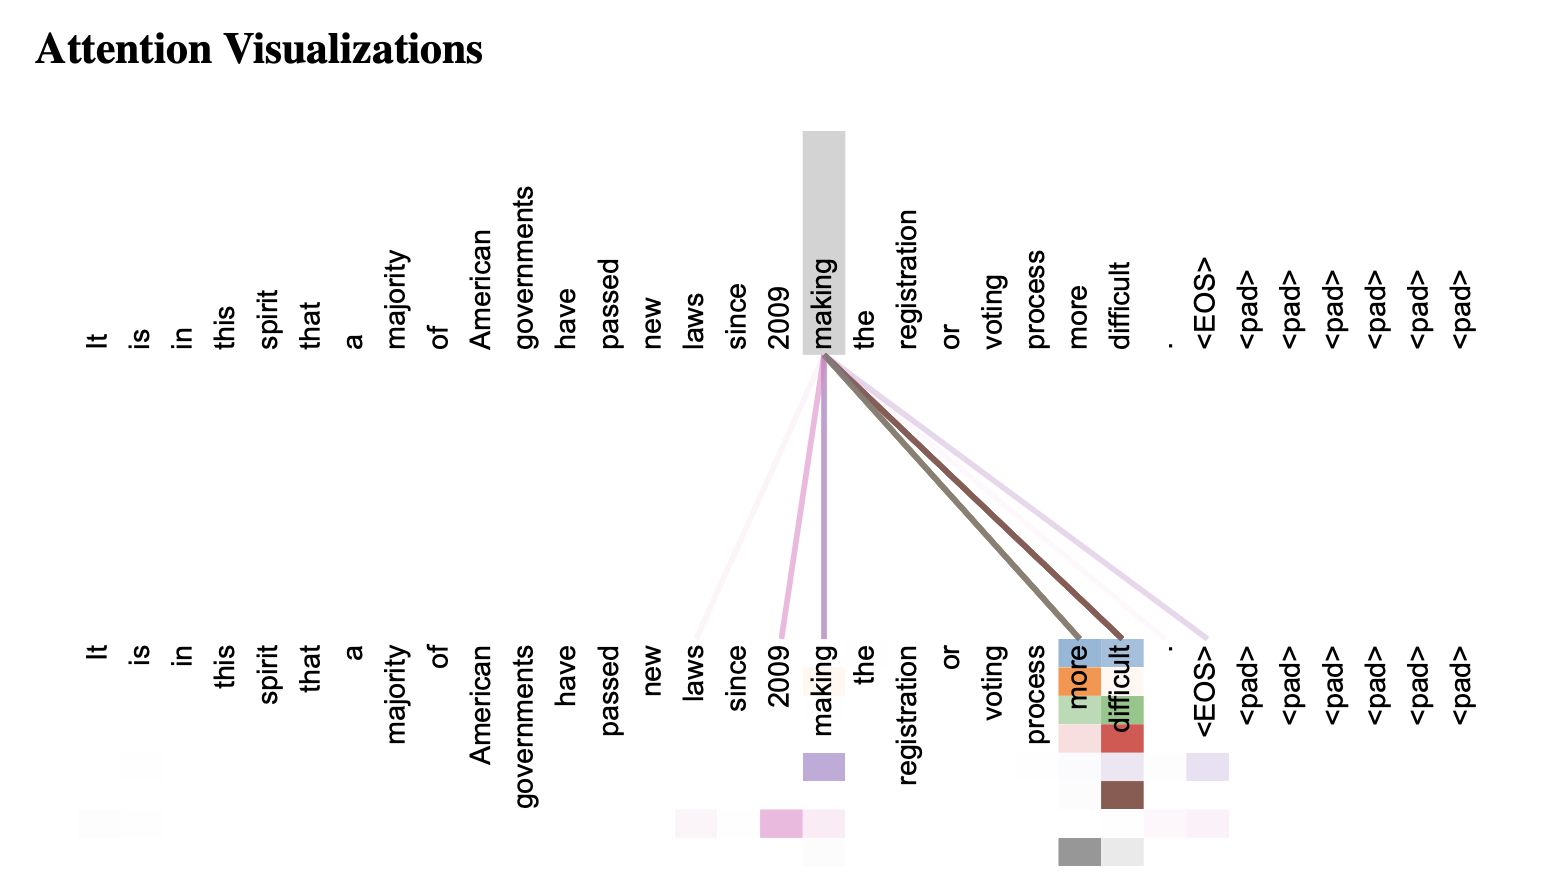 Attention Visualizations
It is in this spirit that a majority of American governments have passed new laws since 2009 making the registration or voting process more difficult . <EOS> <pad> <pad> <pad> <pad> <pad> <pad>
It is in this spirit that a majority of American governments have passed new laws since 2009 making the registration or voting process more difficult . <EOS> <pad> <pad> <pad> <pad> <pad> <pad>